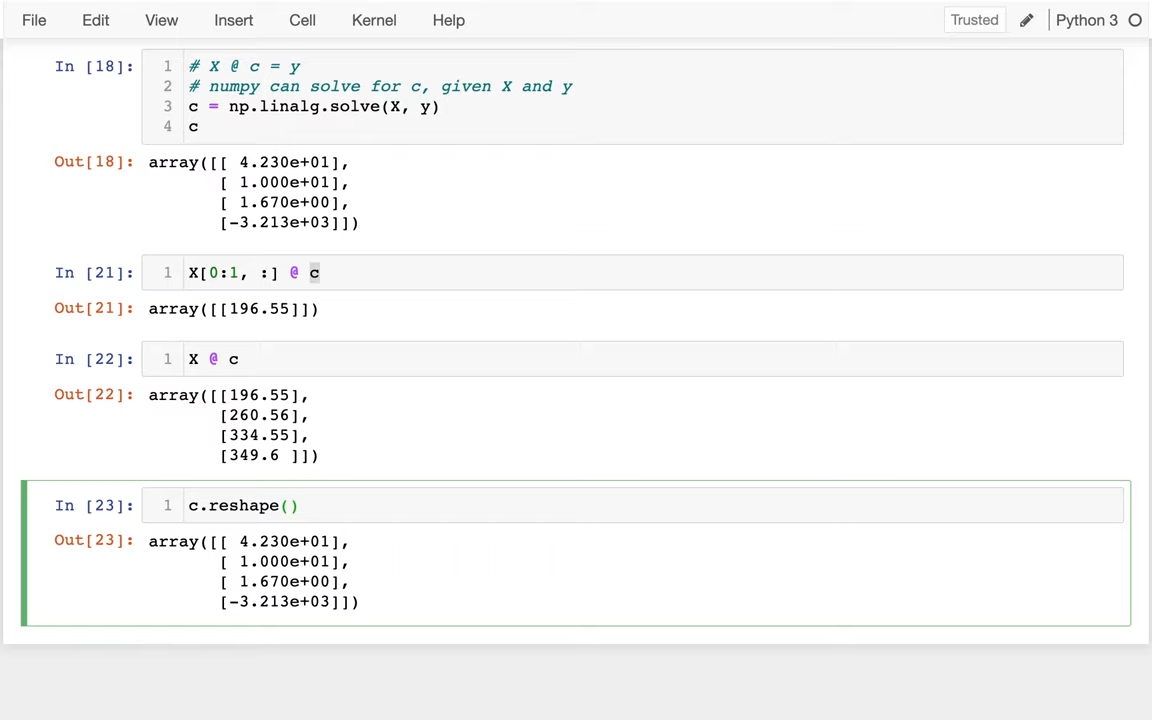 File Edit View Insert Cell Kernel Help Trusted Python 3
In [18]: 1 # X @ c = y
2 # numpy can solve for c, given X and y
3 c = np.linalg.solve(X, y)
4 c
Out[18]: array([[ 4.230e+01],
[ 1.000e+01],
[ 1.670e+00],
[-3.213e+03]])
In [21]: 1 X[0:1, :] @ c
Out[21]: array([[196.55]])
In [22]: 1 X @ c
Out[22]: array([[196.55],
[260.56],
[334.55],
[349.6 ]])
In [23]: 1 c.reshape()
Out[23]: array([[ 4.230e+01],
[ 1.000e+01],
[ 1.670e+00],
[-3.213e+03]])